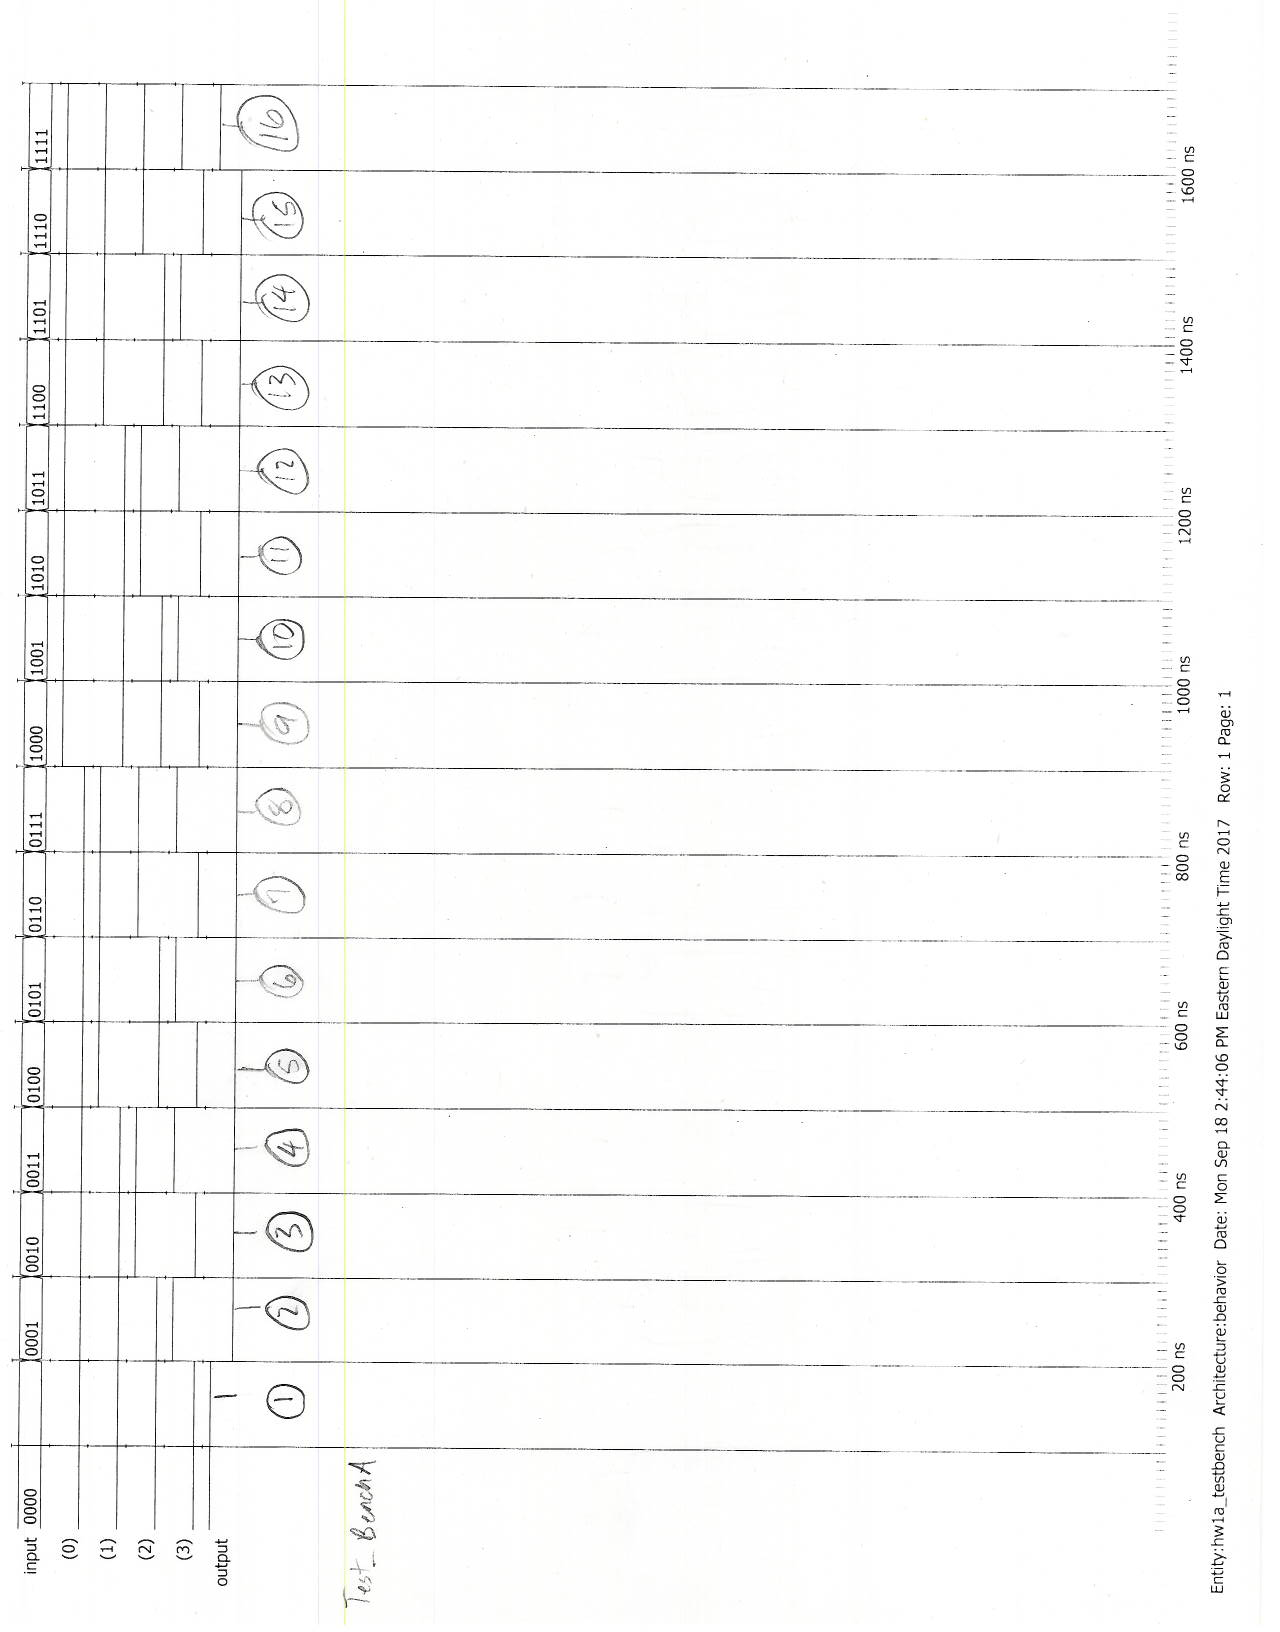 input 0000 0001 0010 0011 0100 0101 0110 0111 1000 1001 1010 1011 1100 1101 1110 1111
(0)
(1)
(2)
(3)
output
1 2 3 4 5 6 7 8 9 10 11 12 13 14 15 16
Test_BenchA
200 ns 400 ns 600 ns 800 ns 1000 ns 1200 ns 1400 ns 1600 ns
Entity:hw1a_testbench Architecture:behavior Date: Mon Sep 18 2:44:06 PM Eastern Daylight Time 2017 Row: 1 Page: 1